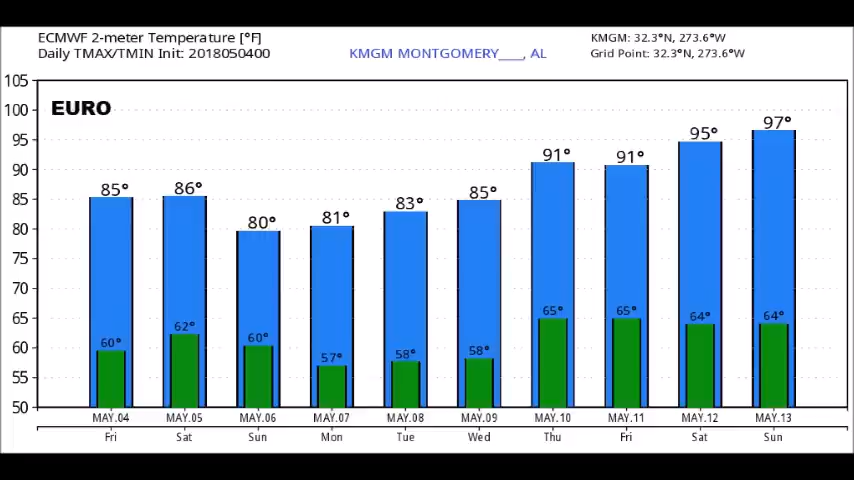 ECMWF 2-meter Temperature [°F]
Daily TMAX/TMIN Init: 2018050400
KMGM MONTGOMERY___, AL
KMGM: 32.3°N, 273.6°W
Grid Point: 32.3°N, 273.6°W
EURO
105
100
95
90
85
80
75
70
65
60
55
50
85° 86° 80° 81° 83° 85° 91° 91° 95° 97°
60° 62° 60° 57° 58° 58° 65° 65° 64° 64°
MAY.04 MAY.05 MAY.06 MAY.07 MAY.08 MAY.09 MAY.10 MAY.11 MAY.12 MAY.13
Fri Sat Sun Mon Tue Wed Thu Fri Sat Sun